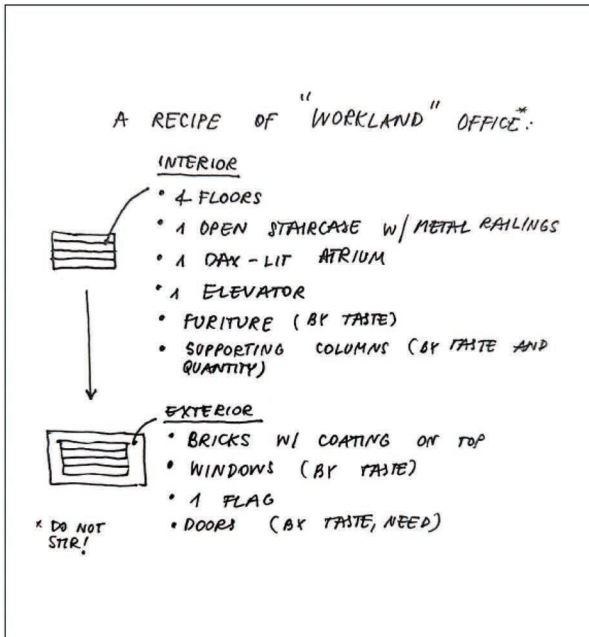 A RECIPE OF "WORKLAND" OFFICE*:
INTERIOR
• 4 FLOORS
• 1 OPEN STAIRCASE W/ METAL RAILINGS
• 1 DAY-LIT ATRIUM
• 1 ELEVATOR
• FURITURE (BY TASTE)
• SUPPORTING COLUMNS (BY TASTE AND
QUANTITY)
EXTERIOR
• BRICKS W/ COATING ON TOP
• WINDOWS (BY TASTE)
• 1 FLAG
• DOORS (BY TASTE, NEED)
* DO NOT
STIR!